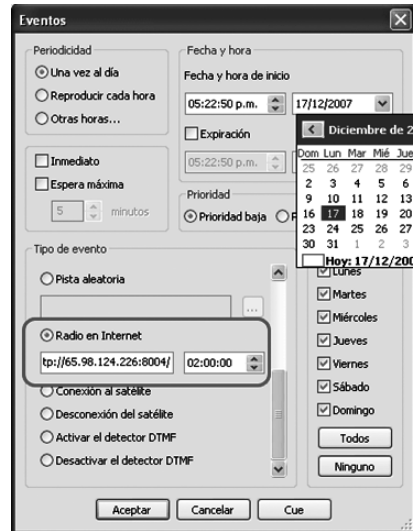 Eventos
Periodicidad
Una vez al día
Reproducir cada hora
Otras horas...
Fecha y hora
Fecha y hora de inicio
05:22:50 p.m. 17/12/2007
Expiración
05:22:50 p.m.
Diciembre de 2
Dom Lun Mar Mié Jue
25 26 27 28 29
2 3 4 5 6
9 10 11 12 13
16 17 18 19 20
23 24 25 26 27
30 31 1 2 3
Hoy: 17/12/200
Inmediato
Espera máxima
5 minutos
Prioridad
Prioridad baja
Tipo de evento
Pista aleatoria
...
Radio en Internet
tp://65.98.124.226:8004/ 02:00:00
Conexión al satélite
Desconexión del satélite
Activar el detector DTMF
Desactivar el detector DTMF
Lunes
Martes
Miércoles
Jueves
Viernes
Sábado
Domingo
Todos
Ninguno
Aceptar Cancelar Cue